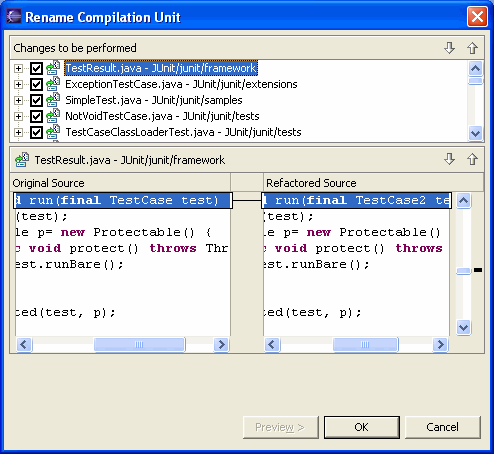 Rename Compilation Unit
Changes to be performed
TestResult.java - JUnit/junit/framework
ExceptionTestCase.java - JUnit/junit/extensions
SimpleTest.java - JUnit/junit/samples
NotVoidTestCase.java - JUnit/junit/tests
TestCaseClassLoaderTest.java - JUnit/junit/tests
TestResult.java - JUnit/junit/framework
Original Source
d run(final TestCase test)
(test);
le p= new Protectable() {
c void protect() throws Thr
est.runBare();
ted(test, p);
Refactored Source
run(final TestCase2 te
(test);
le p= new Protectable()
c void protect() throws
est.runBare();
ted(test, p);
Preview >
OK
Cancel